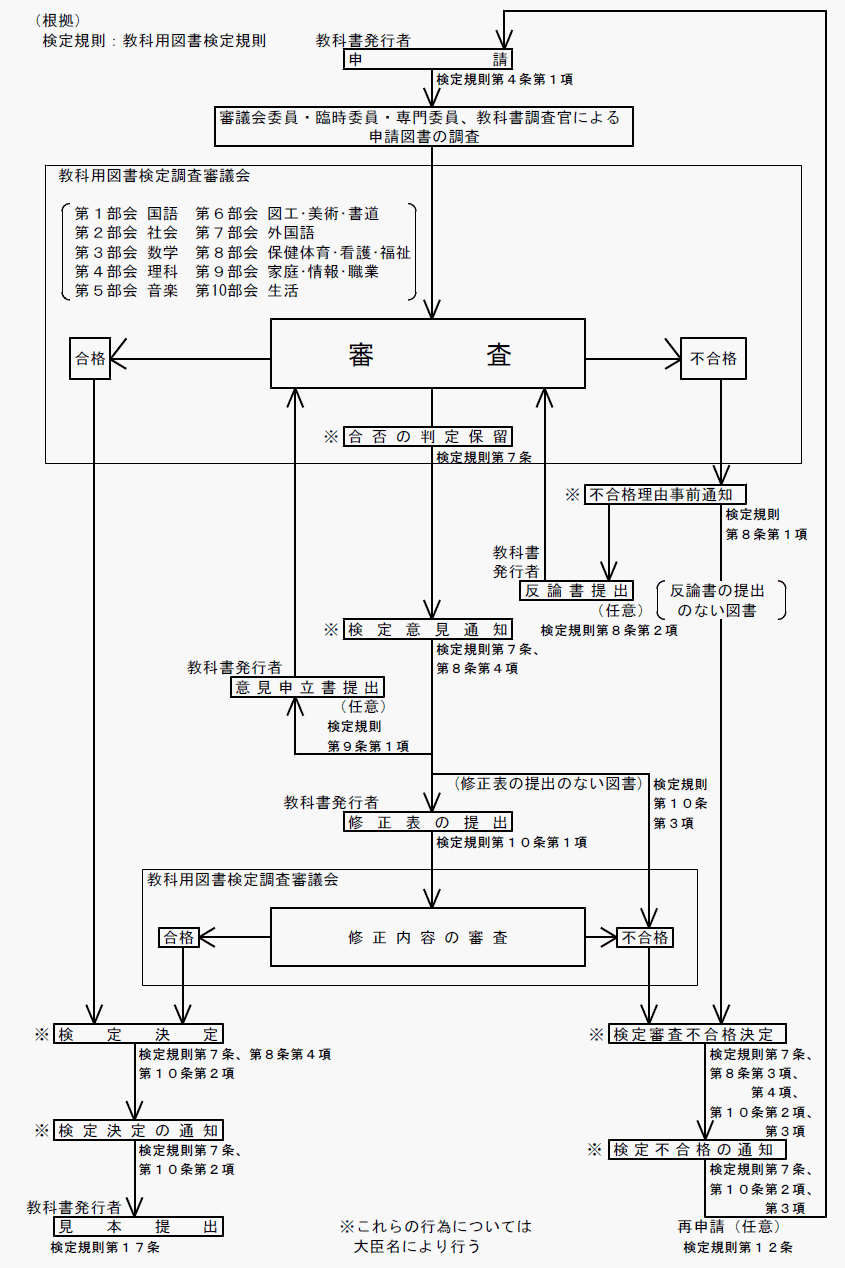 （根拠）
検定規則：教科用図書検定規則
教科書発行者
申請
検定規則第４条第１項
審議会委員・臨時委員・専門委員、教科書調査官による
申請図書の調査
教科用図書検定調査審議会
第１部会 国語 第６部会 図工･美術･書道
第２部会 社会 第７部会 外国語
第３部会 数学 第８部会 保健体育･看護･福祉
第４部会 理科 第９部会 家庭･情報･職業
第５部会 音楽 第10部会 生活
審査
合格
不合格
※合否の判定保留
検定規則第７条
※不合格理由事前通知
検定規則
第８条第１項
教科書
発行者
反論書提出
（任意）
検定規則第８条第２項
反論書の提出
のない図書
※検定意見通知
検定規則第７条、
第８条第４項
教科書発行者
意見申立書提出
（任意）
検定規則
第９条第１項
（修正表の提出のない図書）
検定規則
第１０条
第３項
教科書発行者
修正表の提出
検定規則第１０条第１項
教科用図書検定調査審議会
合格
修正内容の審査
不合格
※検定決定
検定規則第７条、第８条第４項
第１０条第２項
※検定審査不合格決定
検定規則第７条、
第８条第３項、
第４項、
第１０条第２項、
第３項
※検定決定の通知
検定規則第７条、
第１０条第２項
※検定不合格の通知
検定規則第７条、
第１０条第２項、
第３項
教科書発行者
見本提出
検定規則第１７条
※これらの行為については
大臣名により行う
再申請（任意）
検定規則第１２条